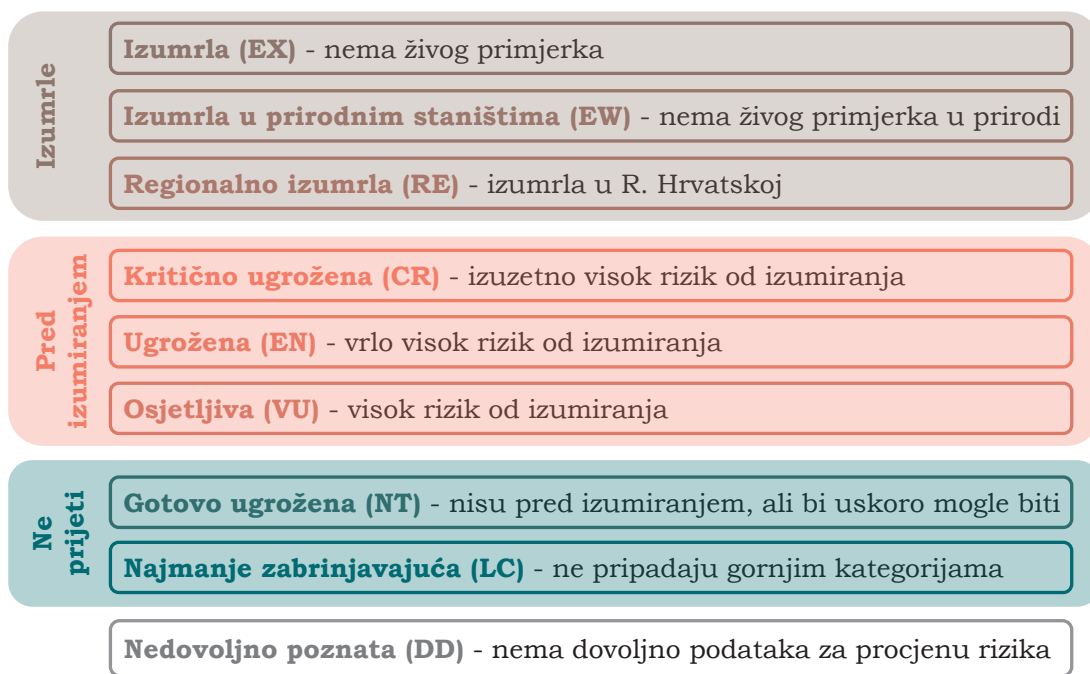 Izumrle
Izumrla (EX) - nema živog primjerka
Izumrla u prirodnim staništima (EW) - nema živog primjerka u prirodi
Regionalno izumrla (RE) - izumrla u R. Hrvatskoj
Pred
izumiranjem
Kritično ugrožena (CR) - izuzetno visok rizik od izumiranja
Ugrožena (EN) - vrlo visok rizik od izumiranja
Osjetljiva (VU) - visok rizik od izumiranja
Ne
prijeti
Gotovo ugrožena (NT) - nisu pred izumiranjem, ali bi uskoro mogle biti
Najmanje zabrinjavajuća (LC) - ne pripadaju gornjim kategorijama
Nedovoljno poznata (DD) - nema dovoljno podataka za procjenu rizika